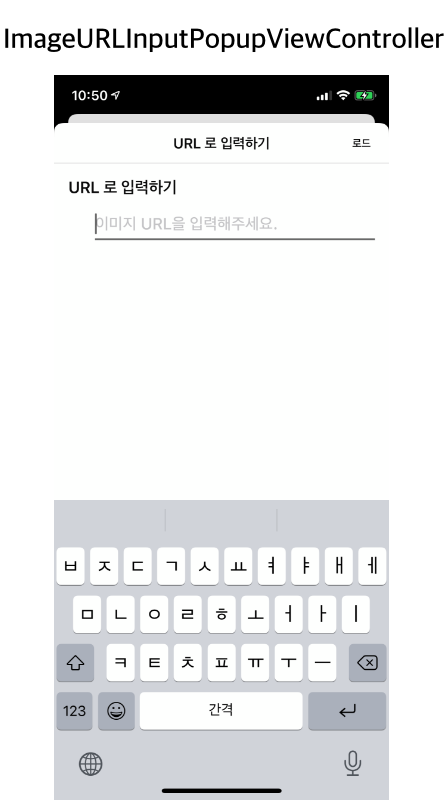 ImageURLInputPopupViewController
10:50
URL 로 입력하기 로드
URL 로 입력하기
이미지 URL을 입력해주세요.
ㅂ ㅈ ㄷ ㄱ ㅅ ㅛ ㅕ ㅑ ㅐ ㅔ
ㅁ ㄴ ㅇ ㄹ ㅎ ㅗ ㅓ ㅏ ㅣ
ㅋ ㅌ ㅊ ㅍ ㅠ ㅜ ㅡ
123 간격